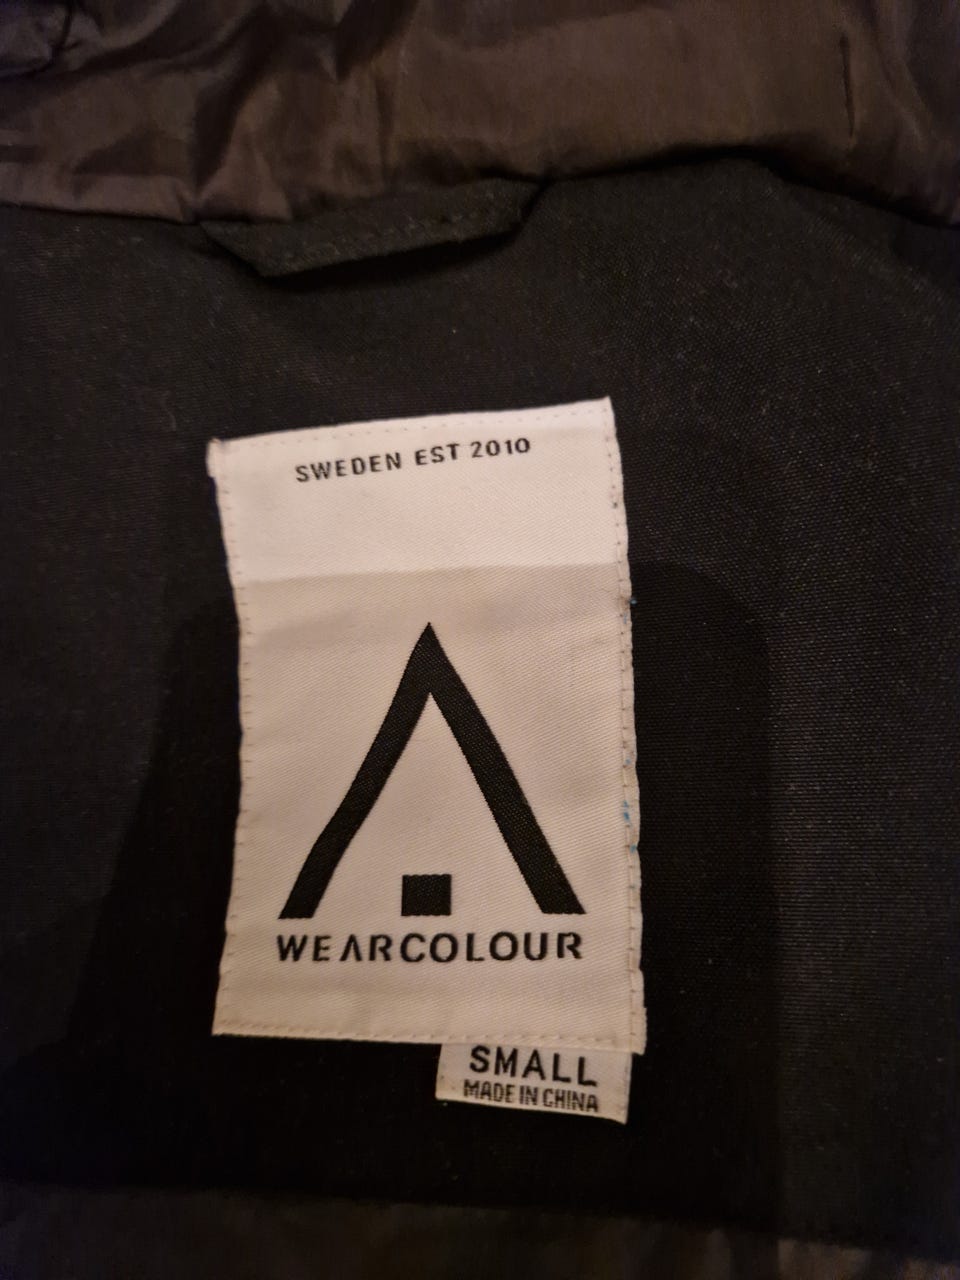 SWEDEN EST 2010
WEARCOLOUR
SMALL
MADE IN CHINA